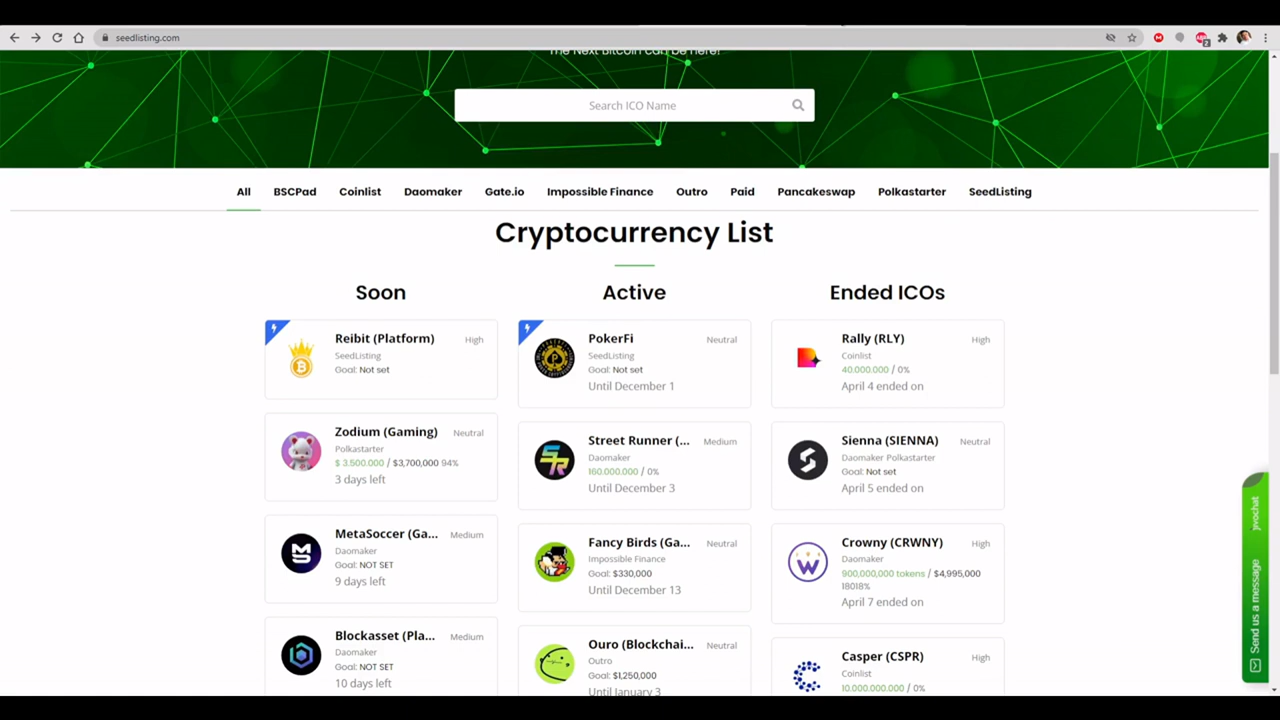 seedlisting.com
The Next Bitcoin can be here!
Search ICO Name
All BSCPad Coinlist Daomaker Gate.io Impossible Finance Outro Paid Pancakeswap Polkastarter SeedListing
Cryptocurrency List
Soon
Reibit (Platform) High
SeedListing
Goal: Not set
Zodium (Gaming) Neutral
Polkastarter
$ 3.500.000 / $3,700,000 94%
3 days left
MetaSoccer (Ga... Medium
Daomaker
Goal: NOT SET
9 days left
Blockasset (Pla... Medium
Daomaker
Goal: NOT SET
10 days left
Active
PokerFi Neutral
SeedListing
Goal: Not set
Until December 1
Street Runner (... Medium
Daomaker
160.000.000 / 0%
Until December 3
Fancy Birds (Ga... Neutral
Impossible Finance
Goal: $330,000
Until December 13
Ouro (Blockchai... Neutral
Outro
Goal: $1,250,000
Until January 3
Ended ICOs
Rally (RLY) High
Coinlist
40.000.000 / 0%
April 4 ended on
Sienna (SIENNA) Neutral
Daomaker Polkastarter
Goal: Not set
April 5 ended on
Crowny (CRWNY) High
Daomaker
900,000,000 tokens / $4,995,000
18018%
April 7 ended on
Casper (CSPR) High
Coinlist
10.000.000.000 / 0%
Send us a message
jivochat